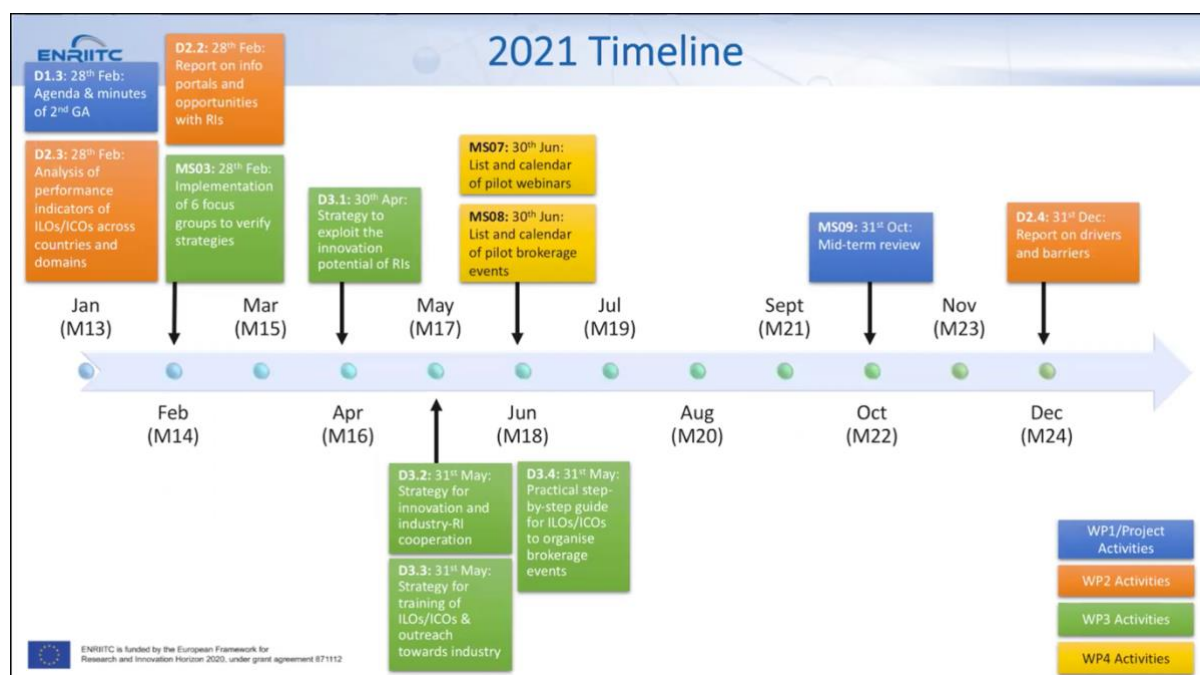 ENRIITC
2021 Timeline
D1.3: 28th Feb:
Agenda & minutes
of 2nd GA
D2.2: 28th Feb:
Report on info
portals and
opportunities
with RIs
D2.3: 28th Feb:
Analysis of
performance
indicators of
ILOs/ICOs across
countries and
domains
MS03: 28th Feb:
Implementation
of 6 focus
groups to verify
strategies
D3.1: 30th Apr:
Strategy to
exploit the
innovation
potential of RIs
MS07: 30th Jun:
List and calendar
of pilot webinars
MS08: 30th Jun:
List and calendar
of pilot brokerage
events
MS09: 31st Oct:
Mid-term review
D2.4: 31st Dec:
Report on drivers
and barriers
Jan
(M13)
Mar
(M15)
May
(M17)
Jul
(M19)
Sept
(M21)
Nov
(M23)
Feb
(M14)
Apr
(M16)
Jun
(M18)
Aug
(M20)
Oct
(M22)
Dec
(M24)
D3.2: 31st May:
Strategy for
innovation and
industry-RI
cooperation
D3.4: 31st May:
Practical step-
by-step guide
for ILOs/ICOs
to organise
brokerage
events
D3.3: 31st May:
Strategy for
training of
ILOs/ICOs &
outreach
towards industry
WP1/Project
Activities
WP2 Activities
WP3 Activities
WP4 Activities
ENRIITC is funded by the European Framework for
Research and Innovation Horizon 2020, under grant agreement 871112